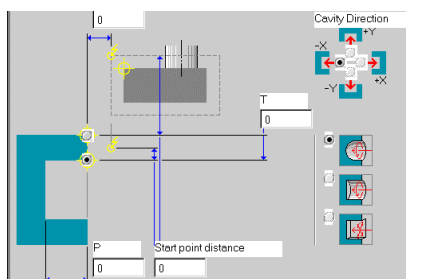 Cavity Direction
0
+Y
-X
+X
-Y
T
0
P
Start point distance
0
0